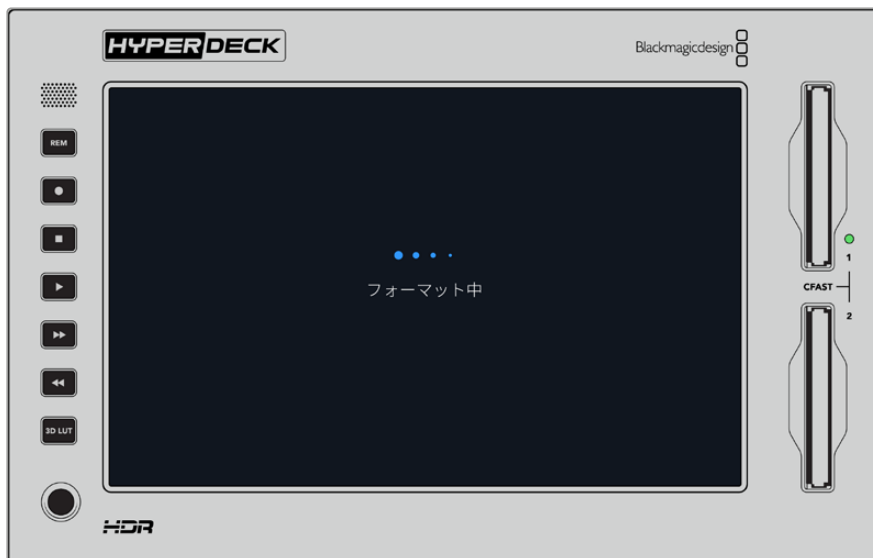 HYPERDECK
Blackmagicdesign
REM
フォーマット中
1
CFAST
2
3D LUT
HDR